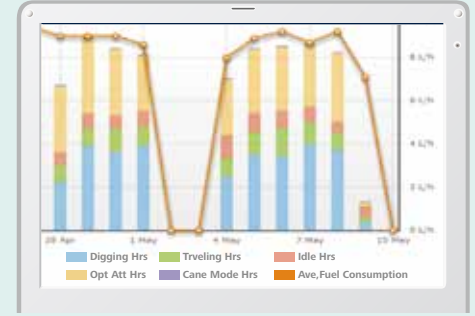 8 L/h
6 L/h
4 L/h
2 L/h
0 L/h
28 Apr 1 May 4 May 7 May 10 May
Digging Hrs Trveling Hrs Idle Hrs
Opt Att Hrs Cane Mode Hrs Ave,Fuel Consumption